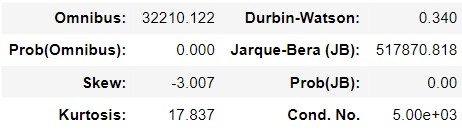 Omnibus: 32210.122 Durbin-Watson: 0.340
Prob(Omnibus): 0.000 Jarque-Bera (JB): 517870.818
Skew: -3.007 Prob(JB): 0.00
Kurtosis: 17.837 Cond. No. 5.00e+03